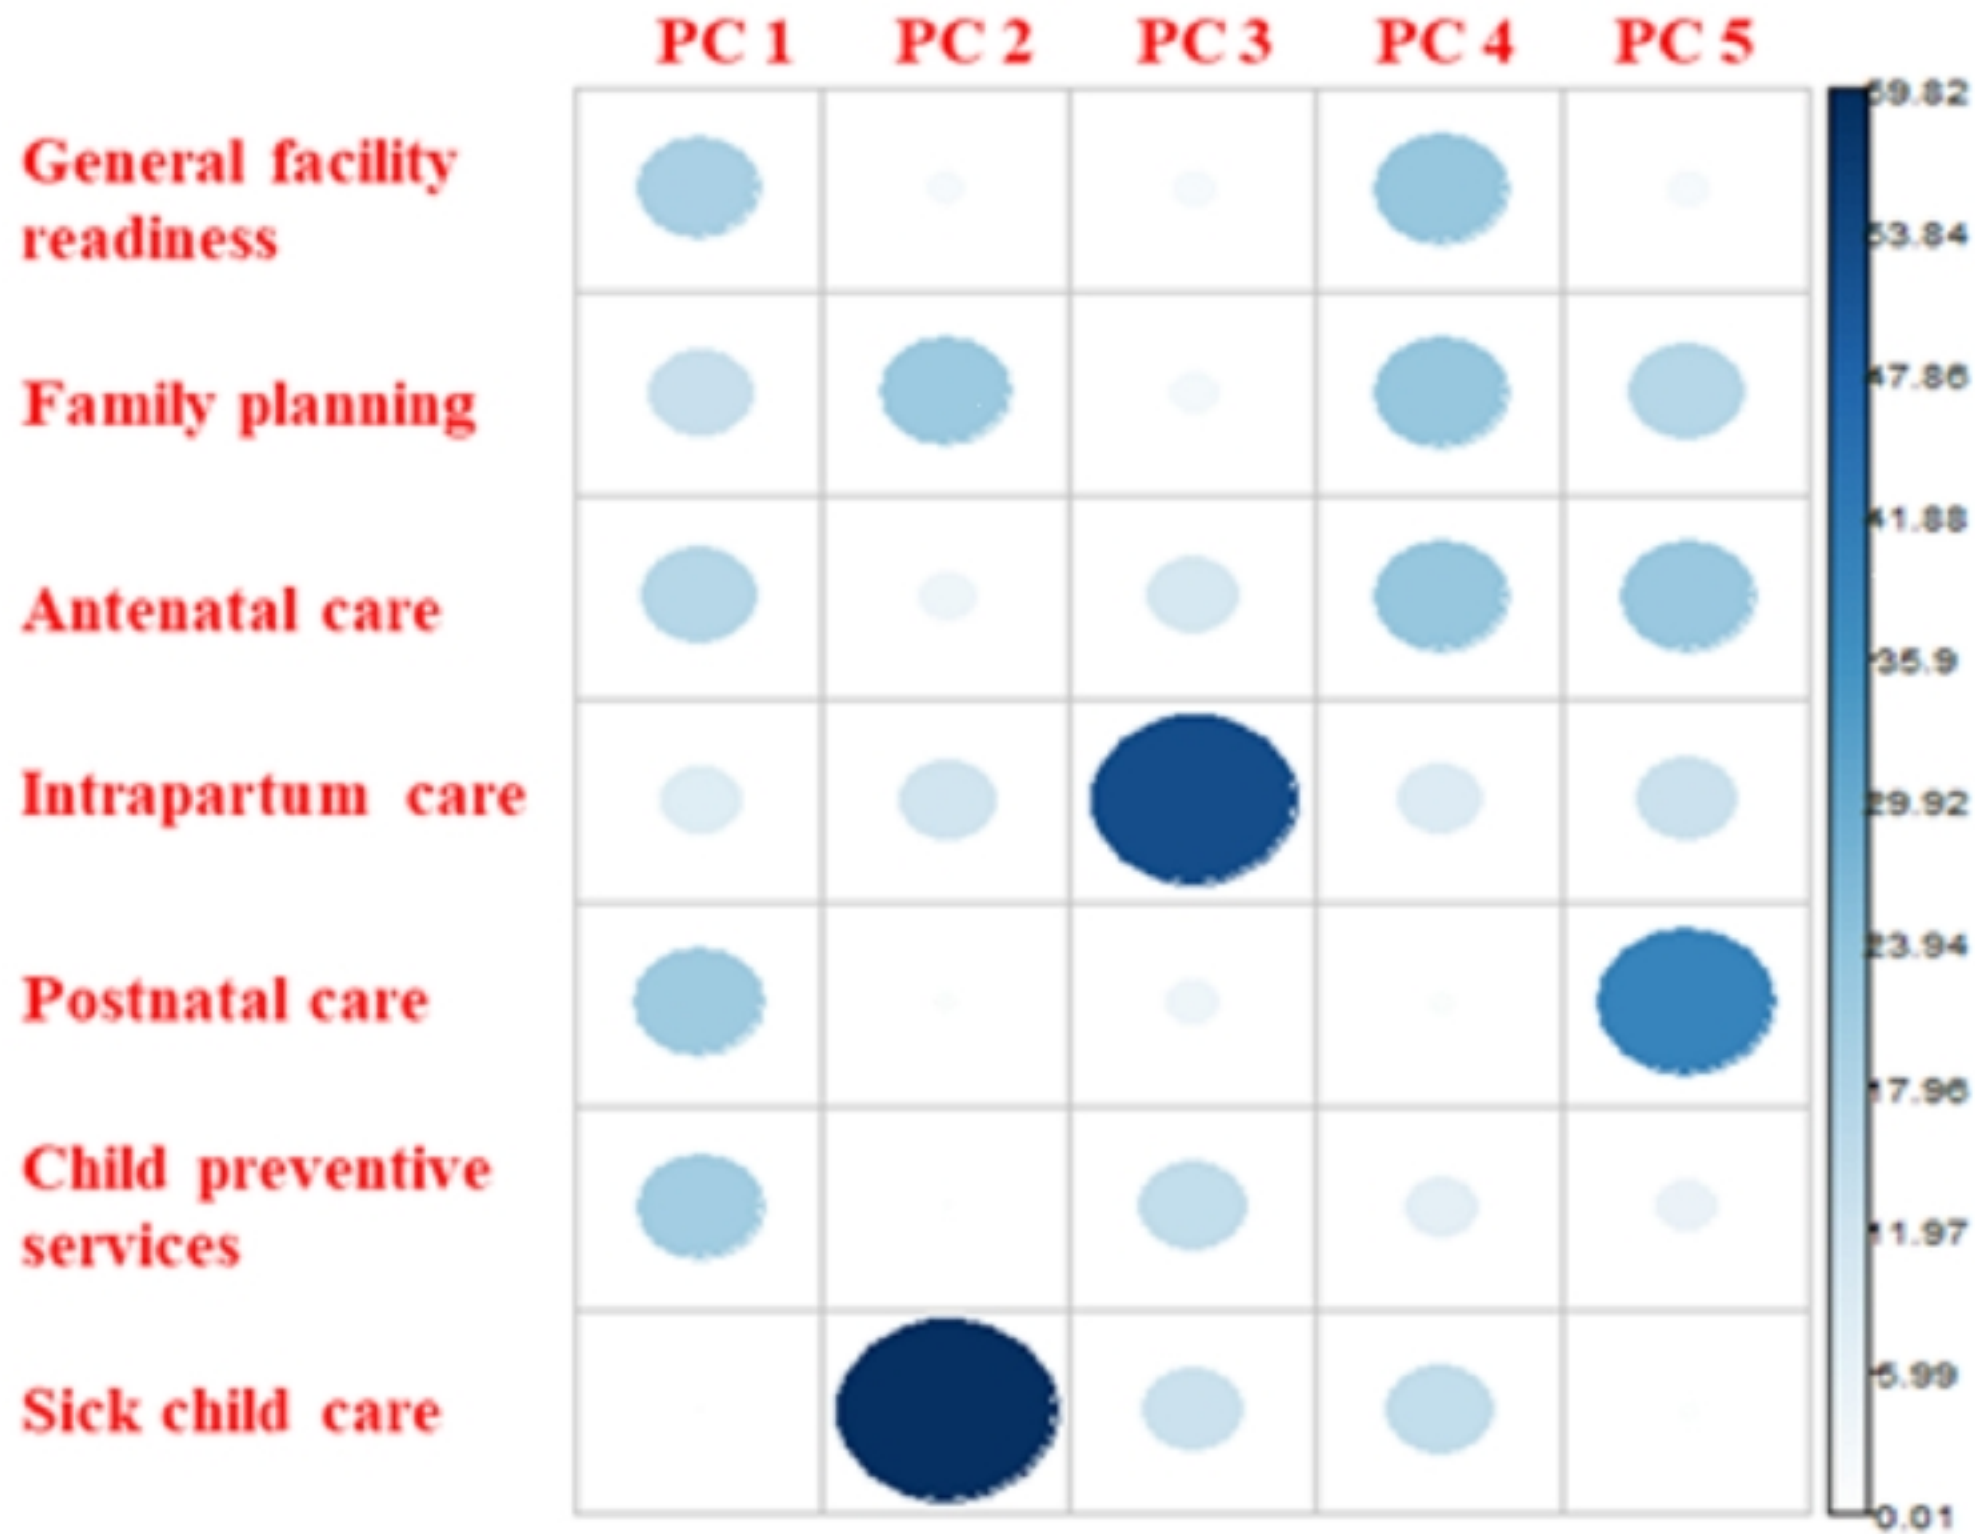 PC 1 PC 2 PC 3 PC 4 PC 5
General facility
readiness
Family planning
Antenatal care
Intrapartum care
Postnatal care
Child preventive
services
Sick child care
59.82
53.84
47.86
41.88
35.9
29.92
23.94
17.96
11.97
5.99
0.01